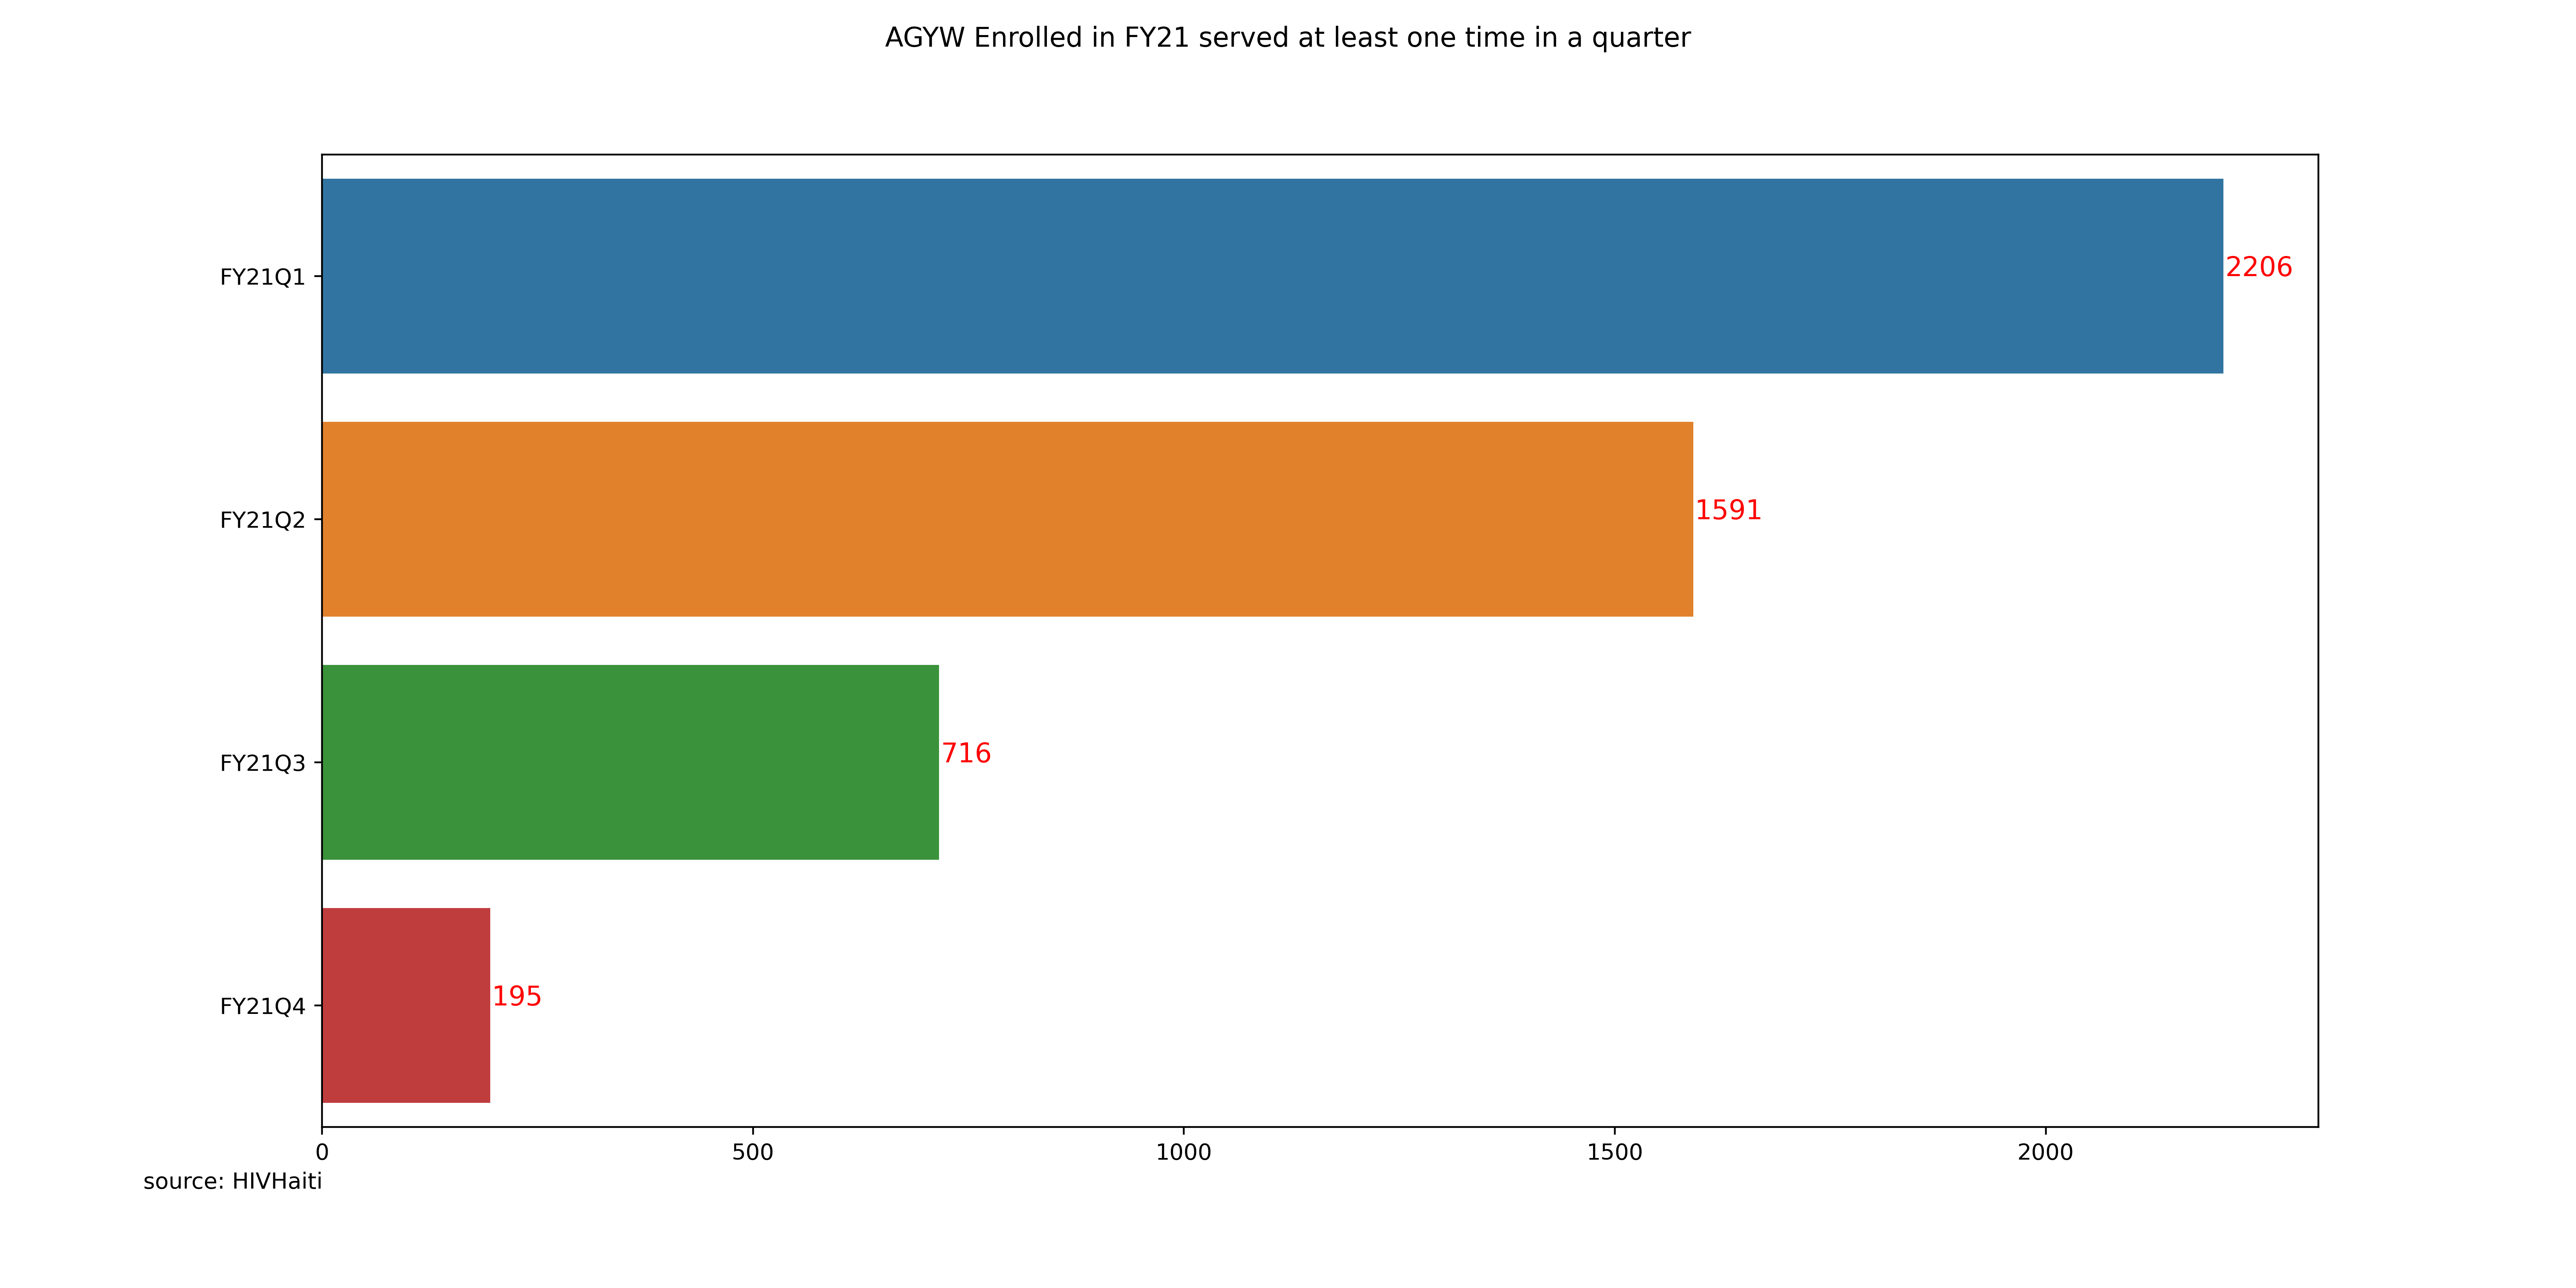 AGYW Enrolled in FY21 served at least one time in a quarter
FY21Q1
2206
FY21Q2
1591
FY21Q3
716
FY21Q4
195
0 500 1000 1500 2000
source: HIVHaiti